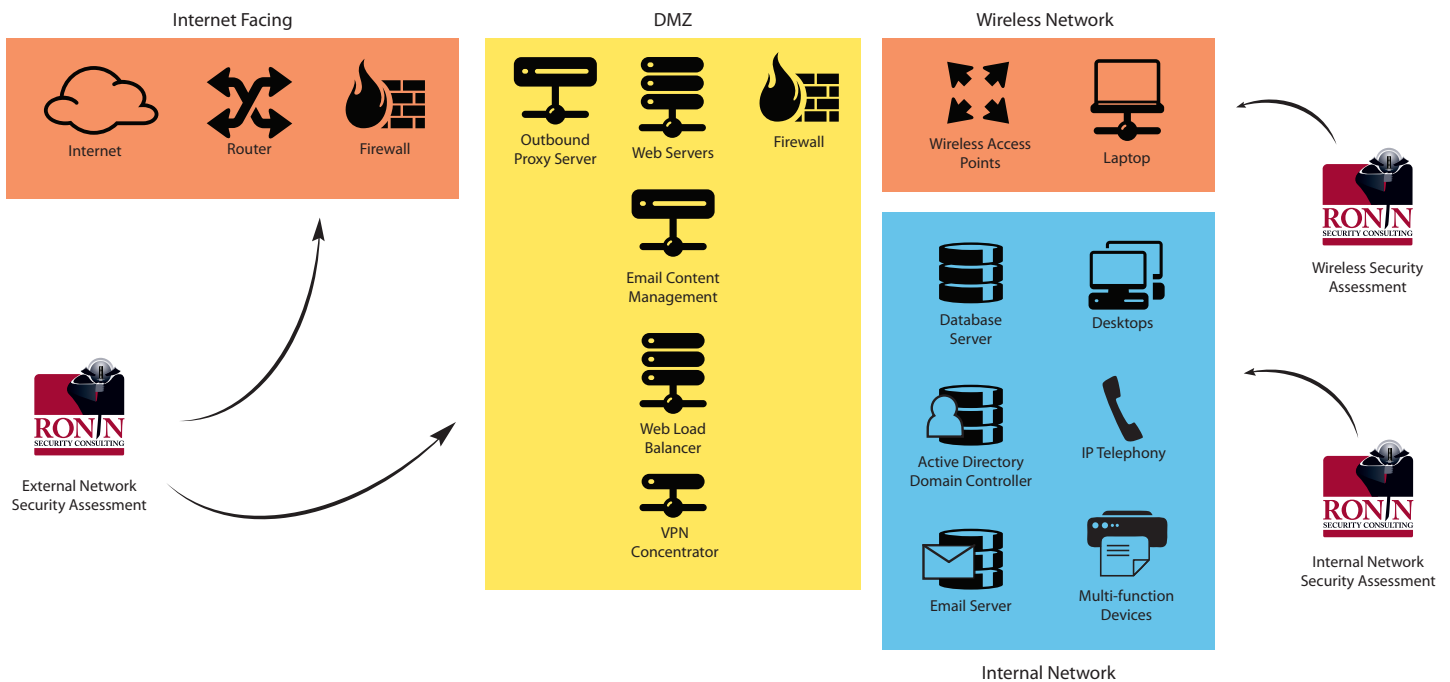 Internet Facing
DMZ
Wireless Network
Internet
Router
Firewall
Outbound
Proxy Server
Web Servers
Firewall
Email Content
Management
Web Load
Balancer
VPN
Concentrator
Wireless Access
Points
Laptop
Database
Server
Desktops
Active Directory
Domain Controller
IP Telephony
Email Server
Multi-function
Devices
Internal Network
RONIN
SECURITY CONSULTING
External Network
Security Assessment
RONIN
SECURITY CONSULTING
Wireless Security
Assessment
RONIN
SECURITY CONSULTING
Internal Network
Security Assessment